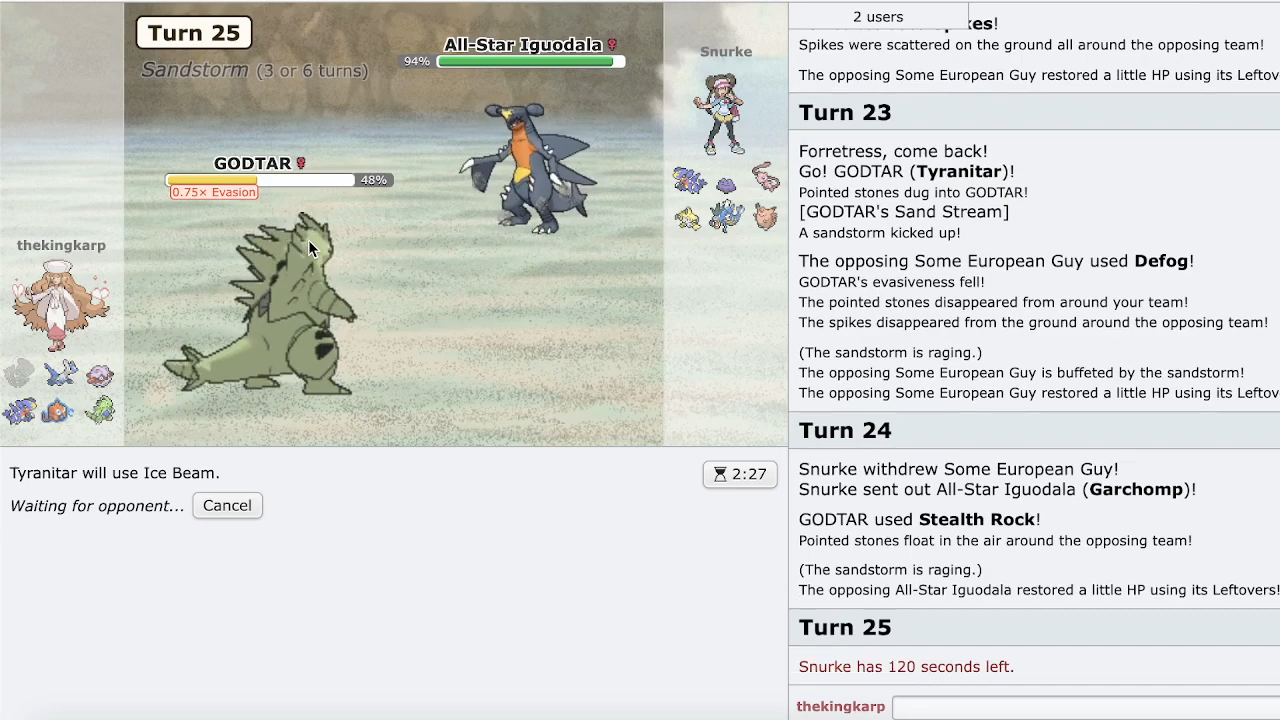 Turn 25
Sandstorm (3 or 6 turns)
All-Star Iguodala
94%
GODTAR
48%
0.75× Evasion
thekingkarp
Snurke
Tyranitar will use Ice Beam.
2:27
Waiting for opponent... Cancel
2 users
kes!
Spikes were scattered on the ground all around the opposing team!
The opposing Some European Guy restored a little HP using its Leftov
Turn 23
Forretress, come back!
Go! GODTAR (Tyranitar)!
Pointed stones dug into GODTAR!
[GODTAR's Sand Stream]
A sandstorm kicked up!
The opposing Some European Guy used Defog!
GODTAR's evasiveness fell!
The pointed stones disappeared from around your team!
The spikes disappeared from the ground around the opposing team!
(The sandstorm is raging.)
The opposing Some European Guy is buffeted by the sandstorm!
The opposing Some European Guy restored a little HP using its Leftov
Turn 24
Snurke withdrew Some European Guy!
Snurke sent out All-Star Iguodala (Garchomp)!
GODTAR used Stealth Rock!
Pointed stones float in the air around the opposing team!
(The sandstorm is raging.)
The opposing All-Star Iguodala restored a little HP using its Leftovers!
Turn 25
Snurke has 120 seconds left.
thekingkarp